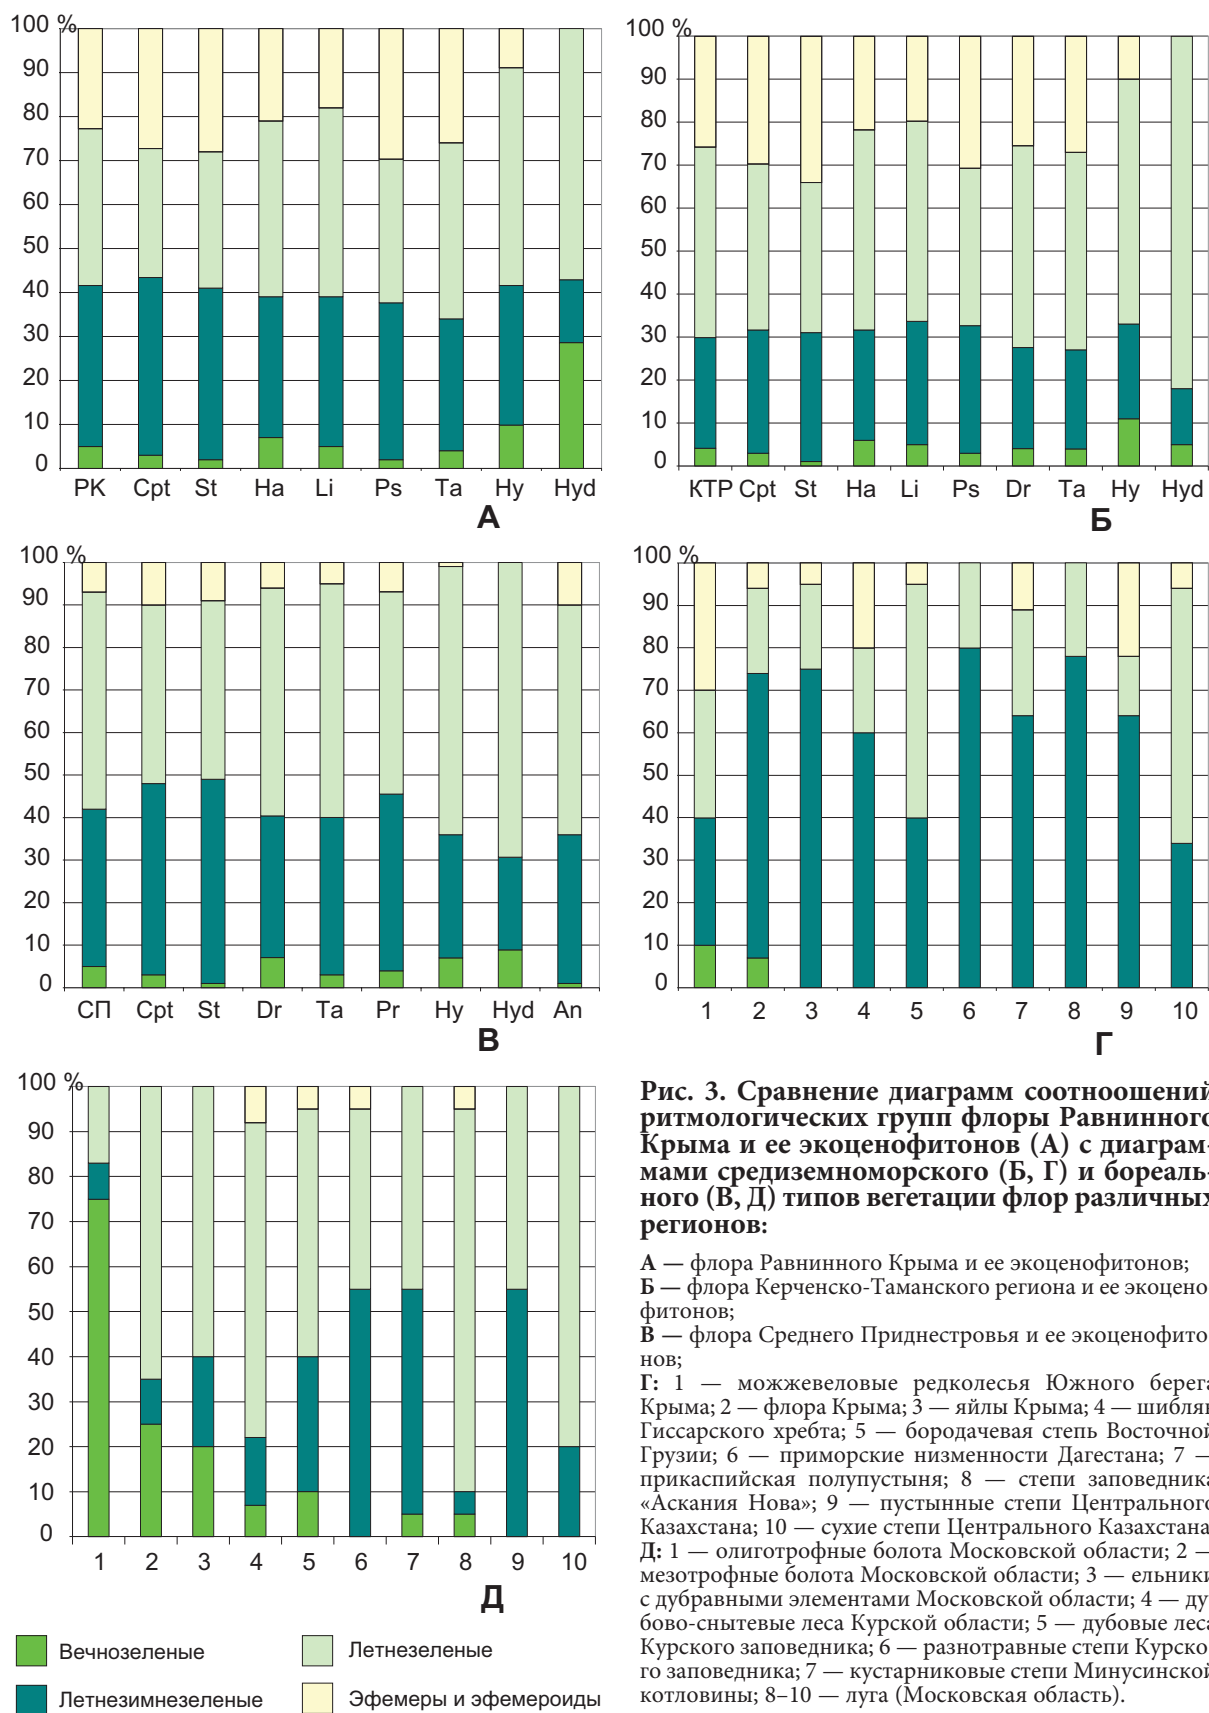 100 %
90
80
70
60
50
40
30
20
10
0
РК Cpt St Ha Li Ps Ta Hy Hyd
А
100 %
90
80
70
60
50
40
30
20
10
0
КТР Cpt St Ha Li Ps Dr Ta Hy Hyd
Б
100 %
90
80
70
60
50
40
30
20
10
0
СП Cpt St Dr Ta Pr Hy Hyd An
В
100 %
90
80
70
60
50
40
30
20
10
0
1 2 3 4 5 6 7 8 9 10
Г
100 %
90
80
70
60
50
40
30
20
10
0
1 2 3 4 5 6 7 8 9 10
Д
Вечнозеленые
Летнезеленые
Летнезимнезеленые
Эфемеры и эфемероиды
Рис. 3. Сравнение диаграмм соотноошений
ритмологических групп флоры Равнинного
Крыма и ее экоценофитонов (А) с диаграм-
мами средиземноморского (Б, Г) и бореаль-
ного (В, Д) типов вегетации флор различных
регионов:
А — флора Равнинного Крыма и ее экоценофитонов;
Б — флора Керченско-Таманского региона и ее экоцено
фитонов;
В — флора Среднего Приднестровья и ее экоценофито
нов;
Г: 1 — можжевеловые редколесья Южного берега
Крыма; 2 — флора Крыма; 3 — яйлы Крыма; 4 — шибляк
Гиссарского хребта; 5 — бородачевая степь Восточной
Грузии; 6 — приморские низменности Дагестана; 7 —
прикаспийская полупустыня; 8 — степи заповедника
«Аскания Нова»; 9 — пустынные степи Центрального
Казахстана; 10 — сухие степи Центрального Казахстана
Д: 1 — олиготрофные болота Московской области; 2 —
мезотрофные болота Московской области; 3 — ельники
с дубравными элементами Московской области; 4 — ду
бово-снытевые леса Курской области; 5 — дубовые леса
Курского заповедника; 6 — разнотравные степи Курско
го заповедника; 7 — кустарниковые степи Минусинской
котловины; 8–10 — луга (Московская область).